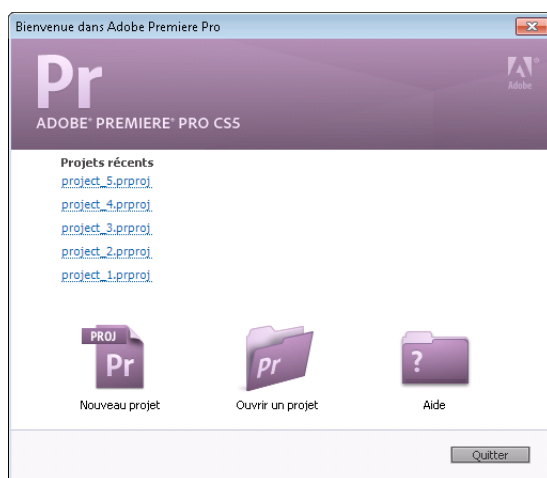 Bienvenue dans Adobe Premiere Pro
Pr
Adobe
ADOBE® PREMIERE® PRO CS5
Projets récents
project_5.prproj
project_4.prproj
project_3.prproj
project_2.prproj
project_1.prproj
PROJ
Pr
Pr
?
Nouveau projet
Ouvrir un projet
Aide
Quitter